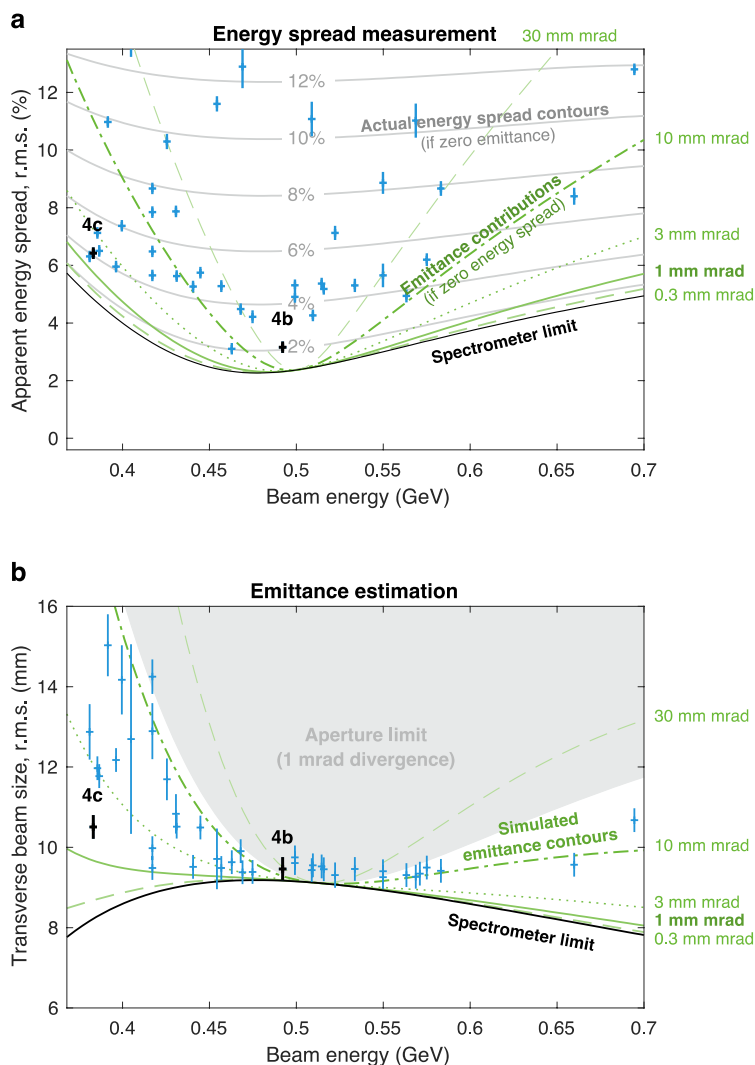 a
Energy spread measurement
30 mm mrad
12%
Actual energy spread contours
(if zero emittance)
10%
10 mm mrad
8%
Emittance contributions
(if zero energy spread)
4c
6%
3 mm mrad
4%
1 mm mrad
4b
0.3 mm mrad
2%
Spectrometer limit
Apparent energy spread, r.m.s. (%)
12
10
8
6
4
2
0
0.4
0.45
0.5
0.55
0.6
0.65
0.7
Beam energy (GeV)
b
Emittance estimation
Aperture limit
(1 mrad divergence)
30 mm mrad
4c
4b
Simulated
emittance contours
10 mm mrad
3 mm mrad
1 mm mrad
0.3 mm mrad
Spectrometer limit
Transverse beam size, r.m.s. (mm)
16
14
12
10
8
6
0.4
0.45
0.5
0.55
0.6
0.65
0.7
Beam energy (GeV)